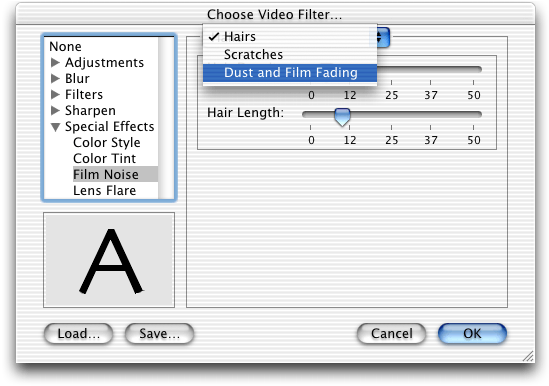 Choose Video Filter...
None
Adjustments
Blur
Filters
Sharpen
Special Effects
Color Style
Color Tint
Film Noise
Lens Flare
Hairs
Scratches
Dust and Film Fading
0 12 25 37 50
Hair Length:
0 12 25 37 50
A
Load...
Save...
Cancel
OK